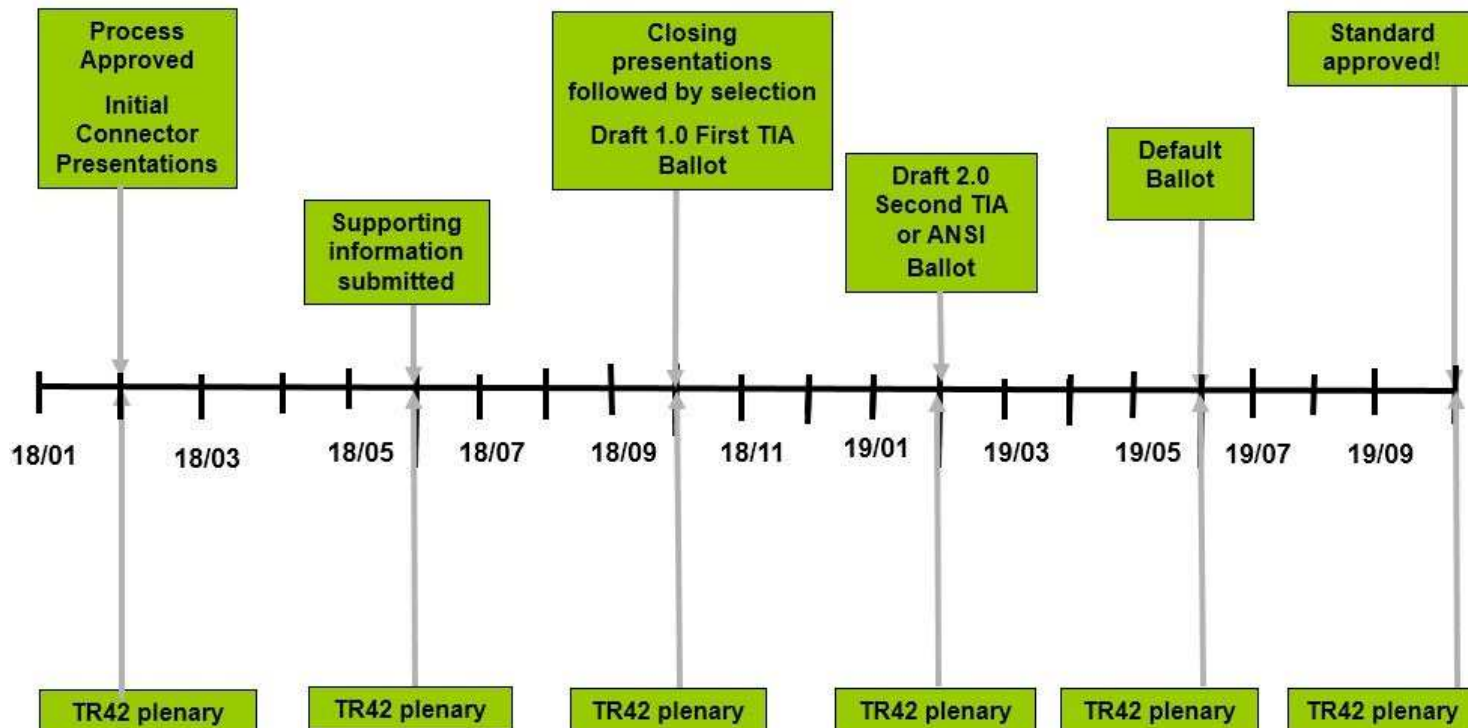 Process
Approved
Initial
Connector
Presentations
Supporting
information
submitted
Closing
presentations
followed by selection
Draft 1.0 First TIA
Ballot
Draft 2.0
Second TIA
or ANSI
Ballot
Default
Ballot
Standard
approved!
18/01
18/03
18/05
18/07
18/09
18/11
19/01
19/03
19/05
19/07
19/09
TR42 plenary
TR42 plenary
TR42 plenary
TR42 plenary
TR42 plenary
TR42 plenary